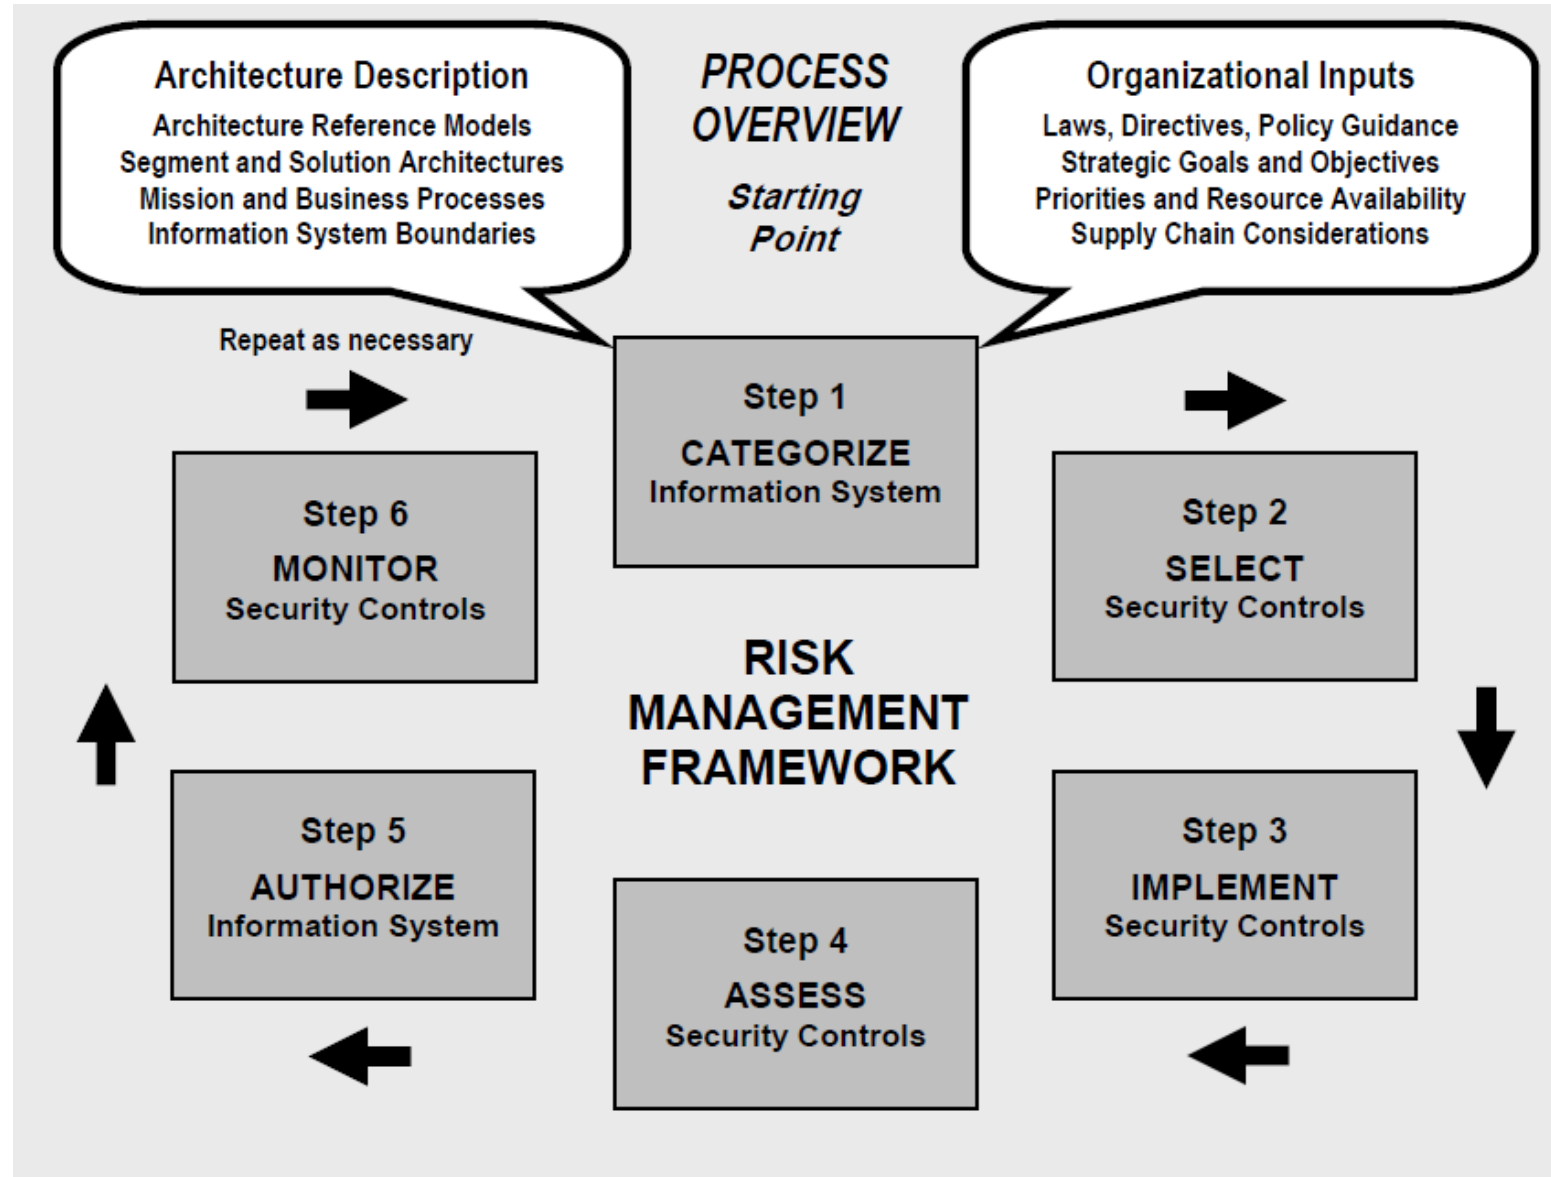 Architecture Description
Architecture Reference Models
Segment and Solution Architectures
Mission and Business Processes
Information System Boundaries
PROCESS
OVERVIEW
Starting
Point
Organizational Inputs
Laws, Directives, Policy Guidance
Strategic Goals and Objectives
Priorities and Resource Availability
Supply Chain Considerations
Repeat as necessary
Step 1
CATEGORIZE
Information System
Step 2
SELECT
Security Controls
Step 3
IMPLEMENT
Security Controls
Step 4
ASSESS
Security Controls
Step 5
AUTHORIZE
Information System
Step 6
MONITOR
Security Controls
RISK
MANAGEMENT
FRAMEWORK